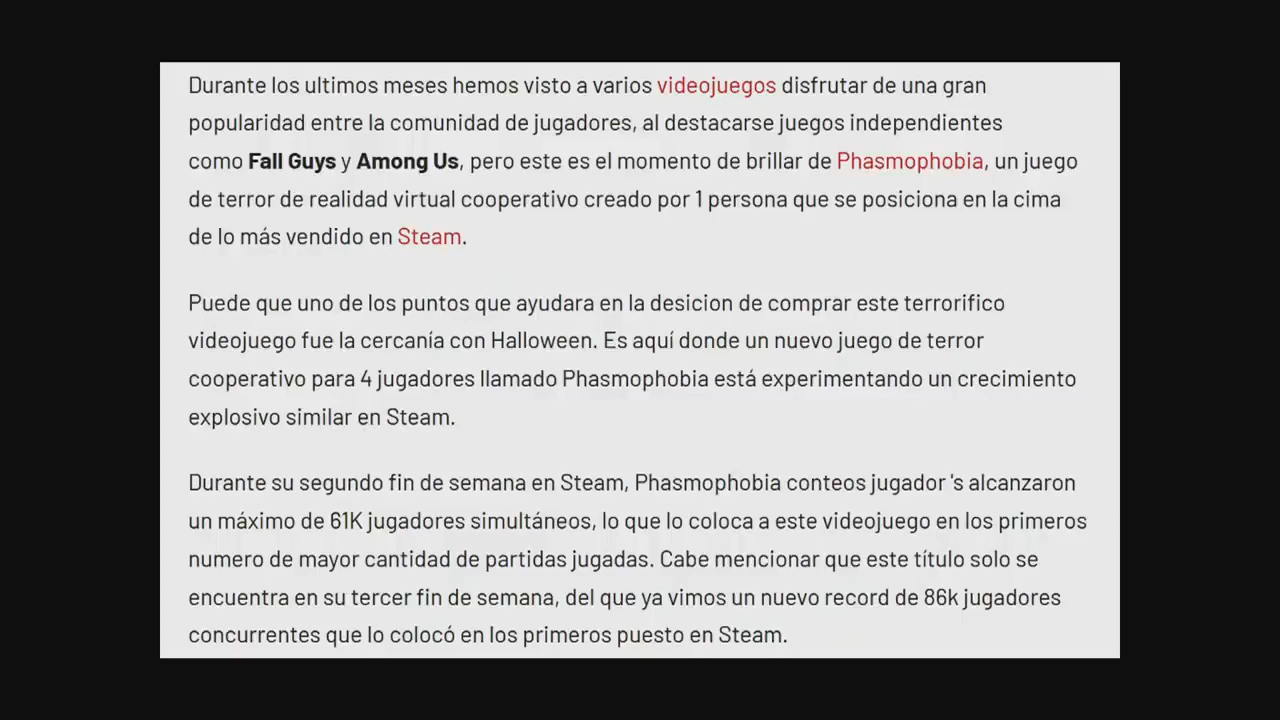 Durante los ultimos meses hemos visto a varios videojuegos disfrutar de una gran
popularidad entre la comunidad de jugadores, al destacarse juegos independientes
como Fall Guys y Among Us, pero este es el momento de brillar de Phasmophobia, un juego
de terror de realidad virtual cooperativo creado por 1 persona que se posiciona en la cima
de lo más vendido en Steam.
Puede que uno de los puntos que ayudara en la desicion de comprar este terrorifico
videojuego fue la cercanía con Halloween. Es aquí donde un nuevo juego de terror
cooperativo para 4 jugadores llamado Phasmophobia está experimentando un crecimiento
explosivo similar en Steam.
Durante su segundo fin de semana en Steam, Phasmophobia conteos jugador 's alcanzaron
un máximo de 61K jugadores simultáneos, lo que lo coloca a este videojuego en los primeros
numero de mayor cantidad de partidas jugadas. Cabe mencionar que este título solo se
encuentra en su tercer fin de semana, del que ya vimos un nuevo record de 86k jugadores
concurrentes que lo colocó en los primeros puesto en Steam.